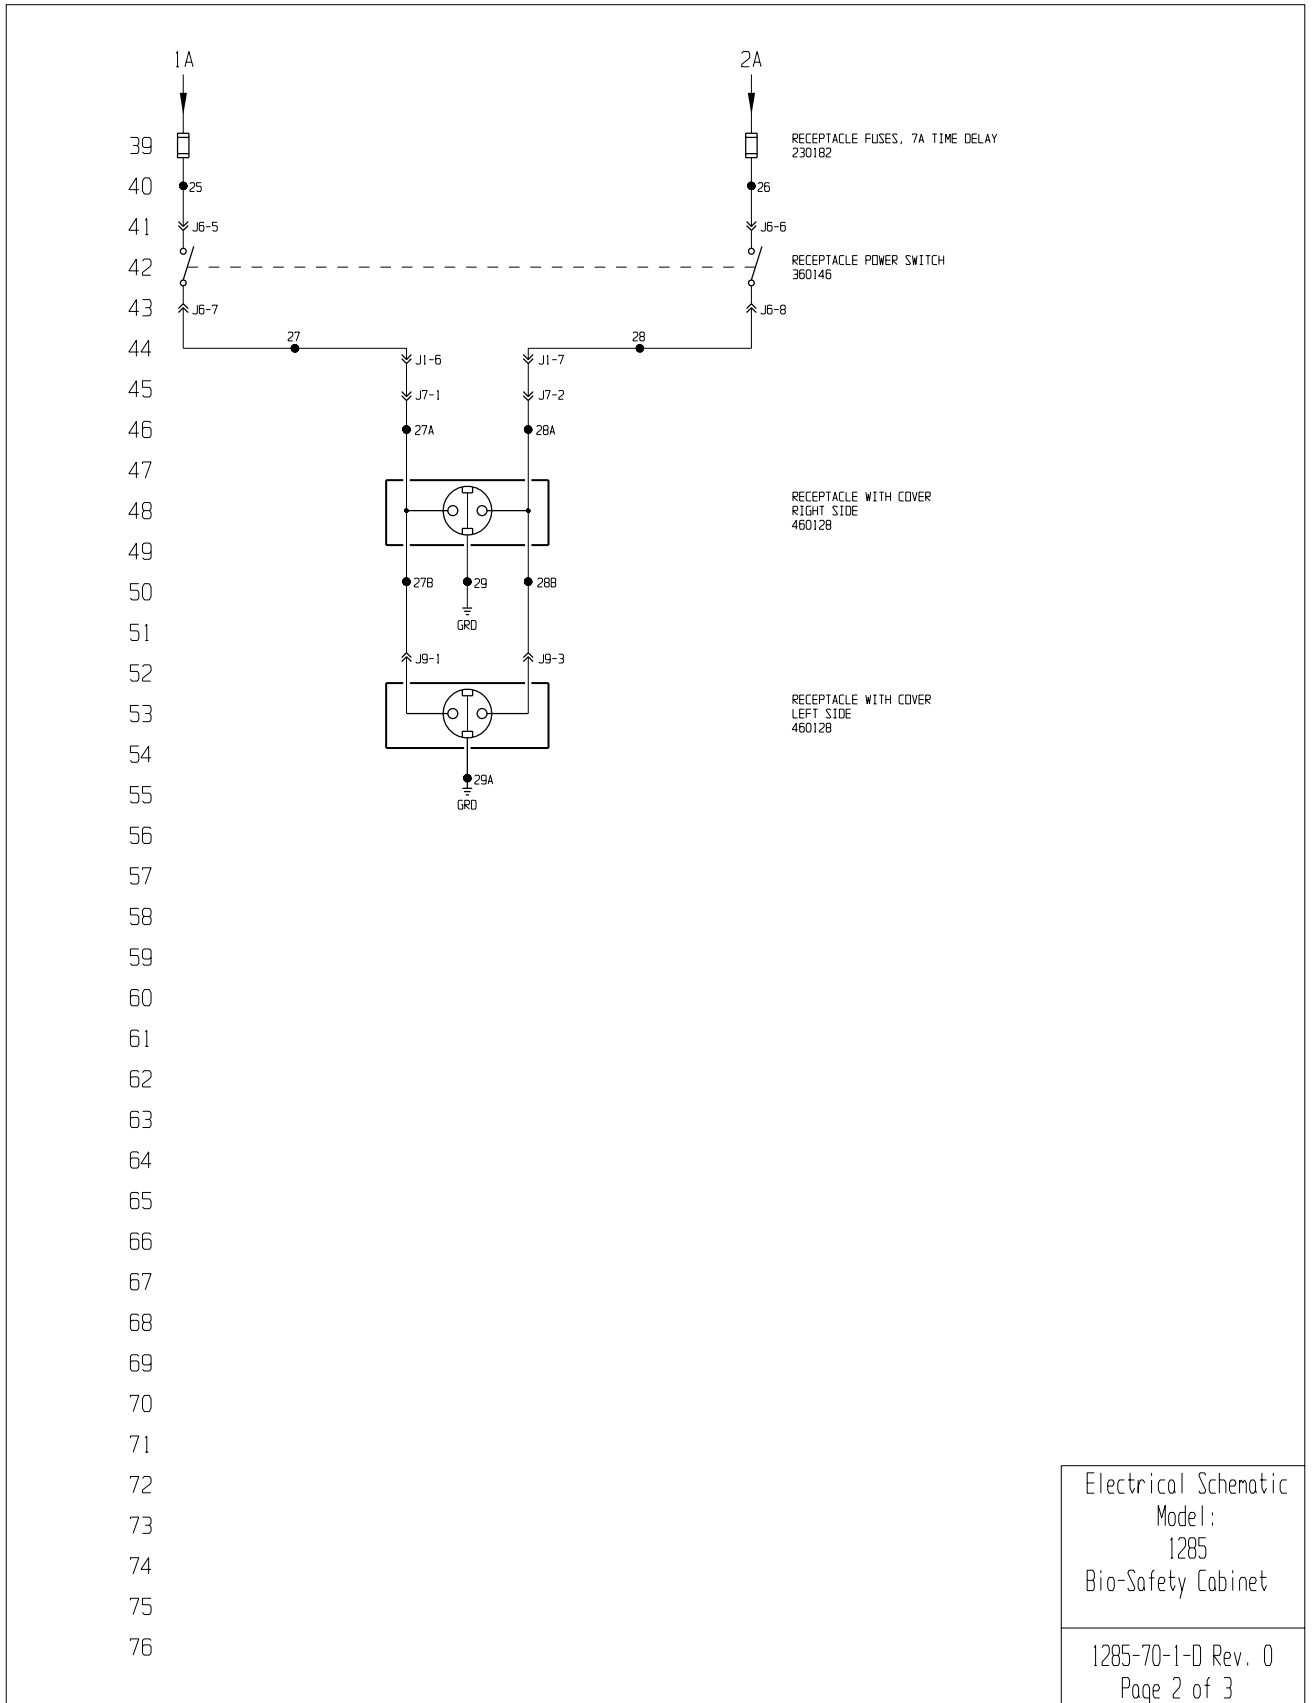 1A
2A
39
RECEPTACLE FUSES, 7A TIME DELAY
230182
40
25
26
41
J6-5
J6-6
42
RECEPTACLE POWER SWITCH
360146
43
J6-7
J6-8
44
27
28
J1-6
J1-7
45
J7-1
J7-2
46
27A
28A
47
48
RECEPTACLE WITH COVER
RIGHT SIDE
460128
49
50
27B
29
28B
GRD
51
52
J9-1
J9-3
53
RECEPTACLE WITH COVER
LEFT SIDE
460128
54
29A
55
GRD
56
57
58
59
60
61
62
63
64
65
66
67
68
69
70
71
72
73
74
75
76
Electrical Schematic
Model:
1285
Bio-Safety Cabinet
1285-70-1-D Rev. 0
Page 2 of 3